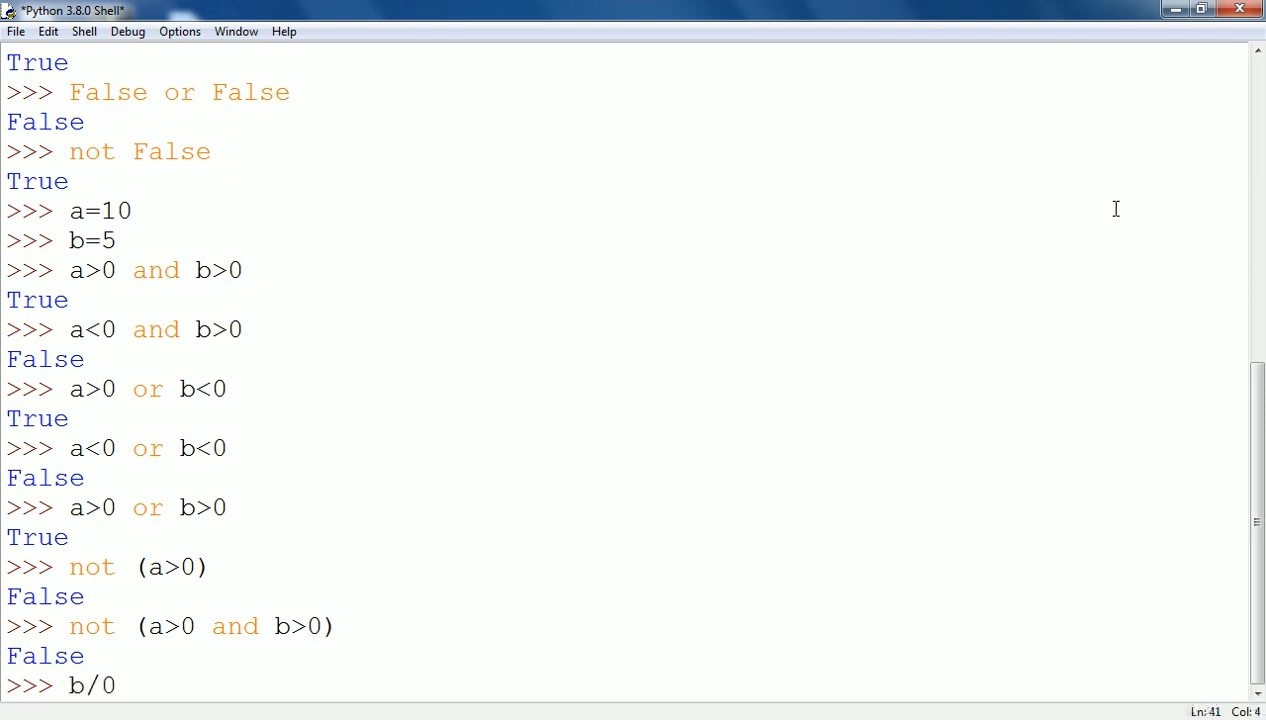 *Python 3.8.0 Shell*
File Edit Shell Debug Options Window Help
True
>>> False or False
False
>>> not False
True
>>> a=10
>>> b=5
>>> a>0 and b>0
True
>>> a<0 and b>0
False
>>> a>0 or b<0
True
>>> a<0 or b<0
False
>>> a>0 or b>0
True
>>> not (a>0)
False
>>> not (a>0 and b>0)
False
>>> b/0
Ln: 41 Col: 4